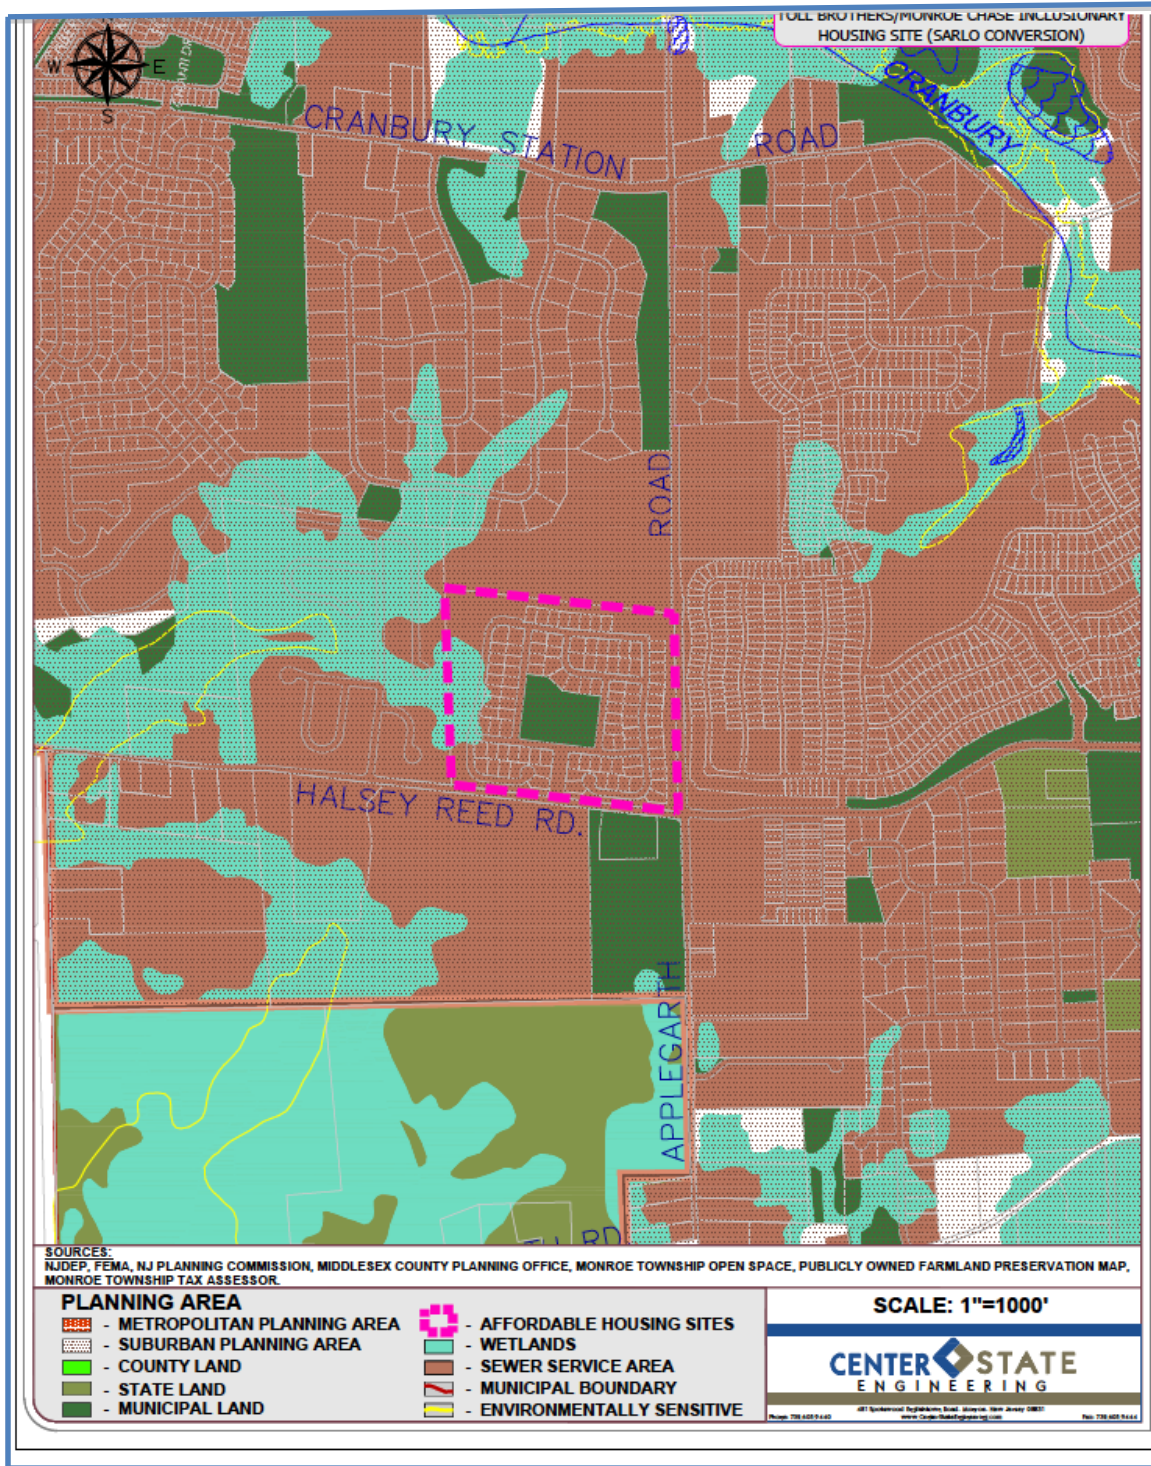 TOLL BROTHERS/MONROE CHASE INCLUSIONARY
HOUSING SITE (SARLO CONVERSION)
W
E
S
CRANBURY STATION ROAD
CRANBURY
ROAD
HALSEY REED RD.
APPLEGARTH
RD
SOURCES:
NJDEP, FEMA, NJ PLANNING COMMISSION, MIDDLESEX COUNTY PLANNING OFFICE, MONROE TOWNSHIP OPEN SPACE, PUBLICLY OWNED FARMLAND PRESERVATION MAP,
MONROE TOWNSHIP TAX ASSESSOR.
PLANNING AREA
- METROPOLITAN PLANNING AREA
- SUBURBAN PLANNING AREA
- COUNTY LAND
- STATE LAND
- MUNICIPAL LAND
- AFFORDABLE HOUSING SITES
- WETLANDS
- SEWER SERVICE AREA
- MUNICIPAL BOUNDARY
- ENVIRONMENTALLY SENSITIVE
SCALE: 1"=1000'
CENTER STATE
ENGINEERING